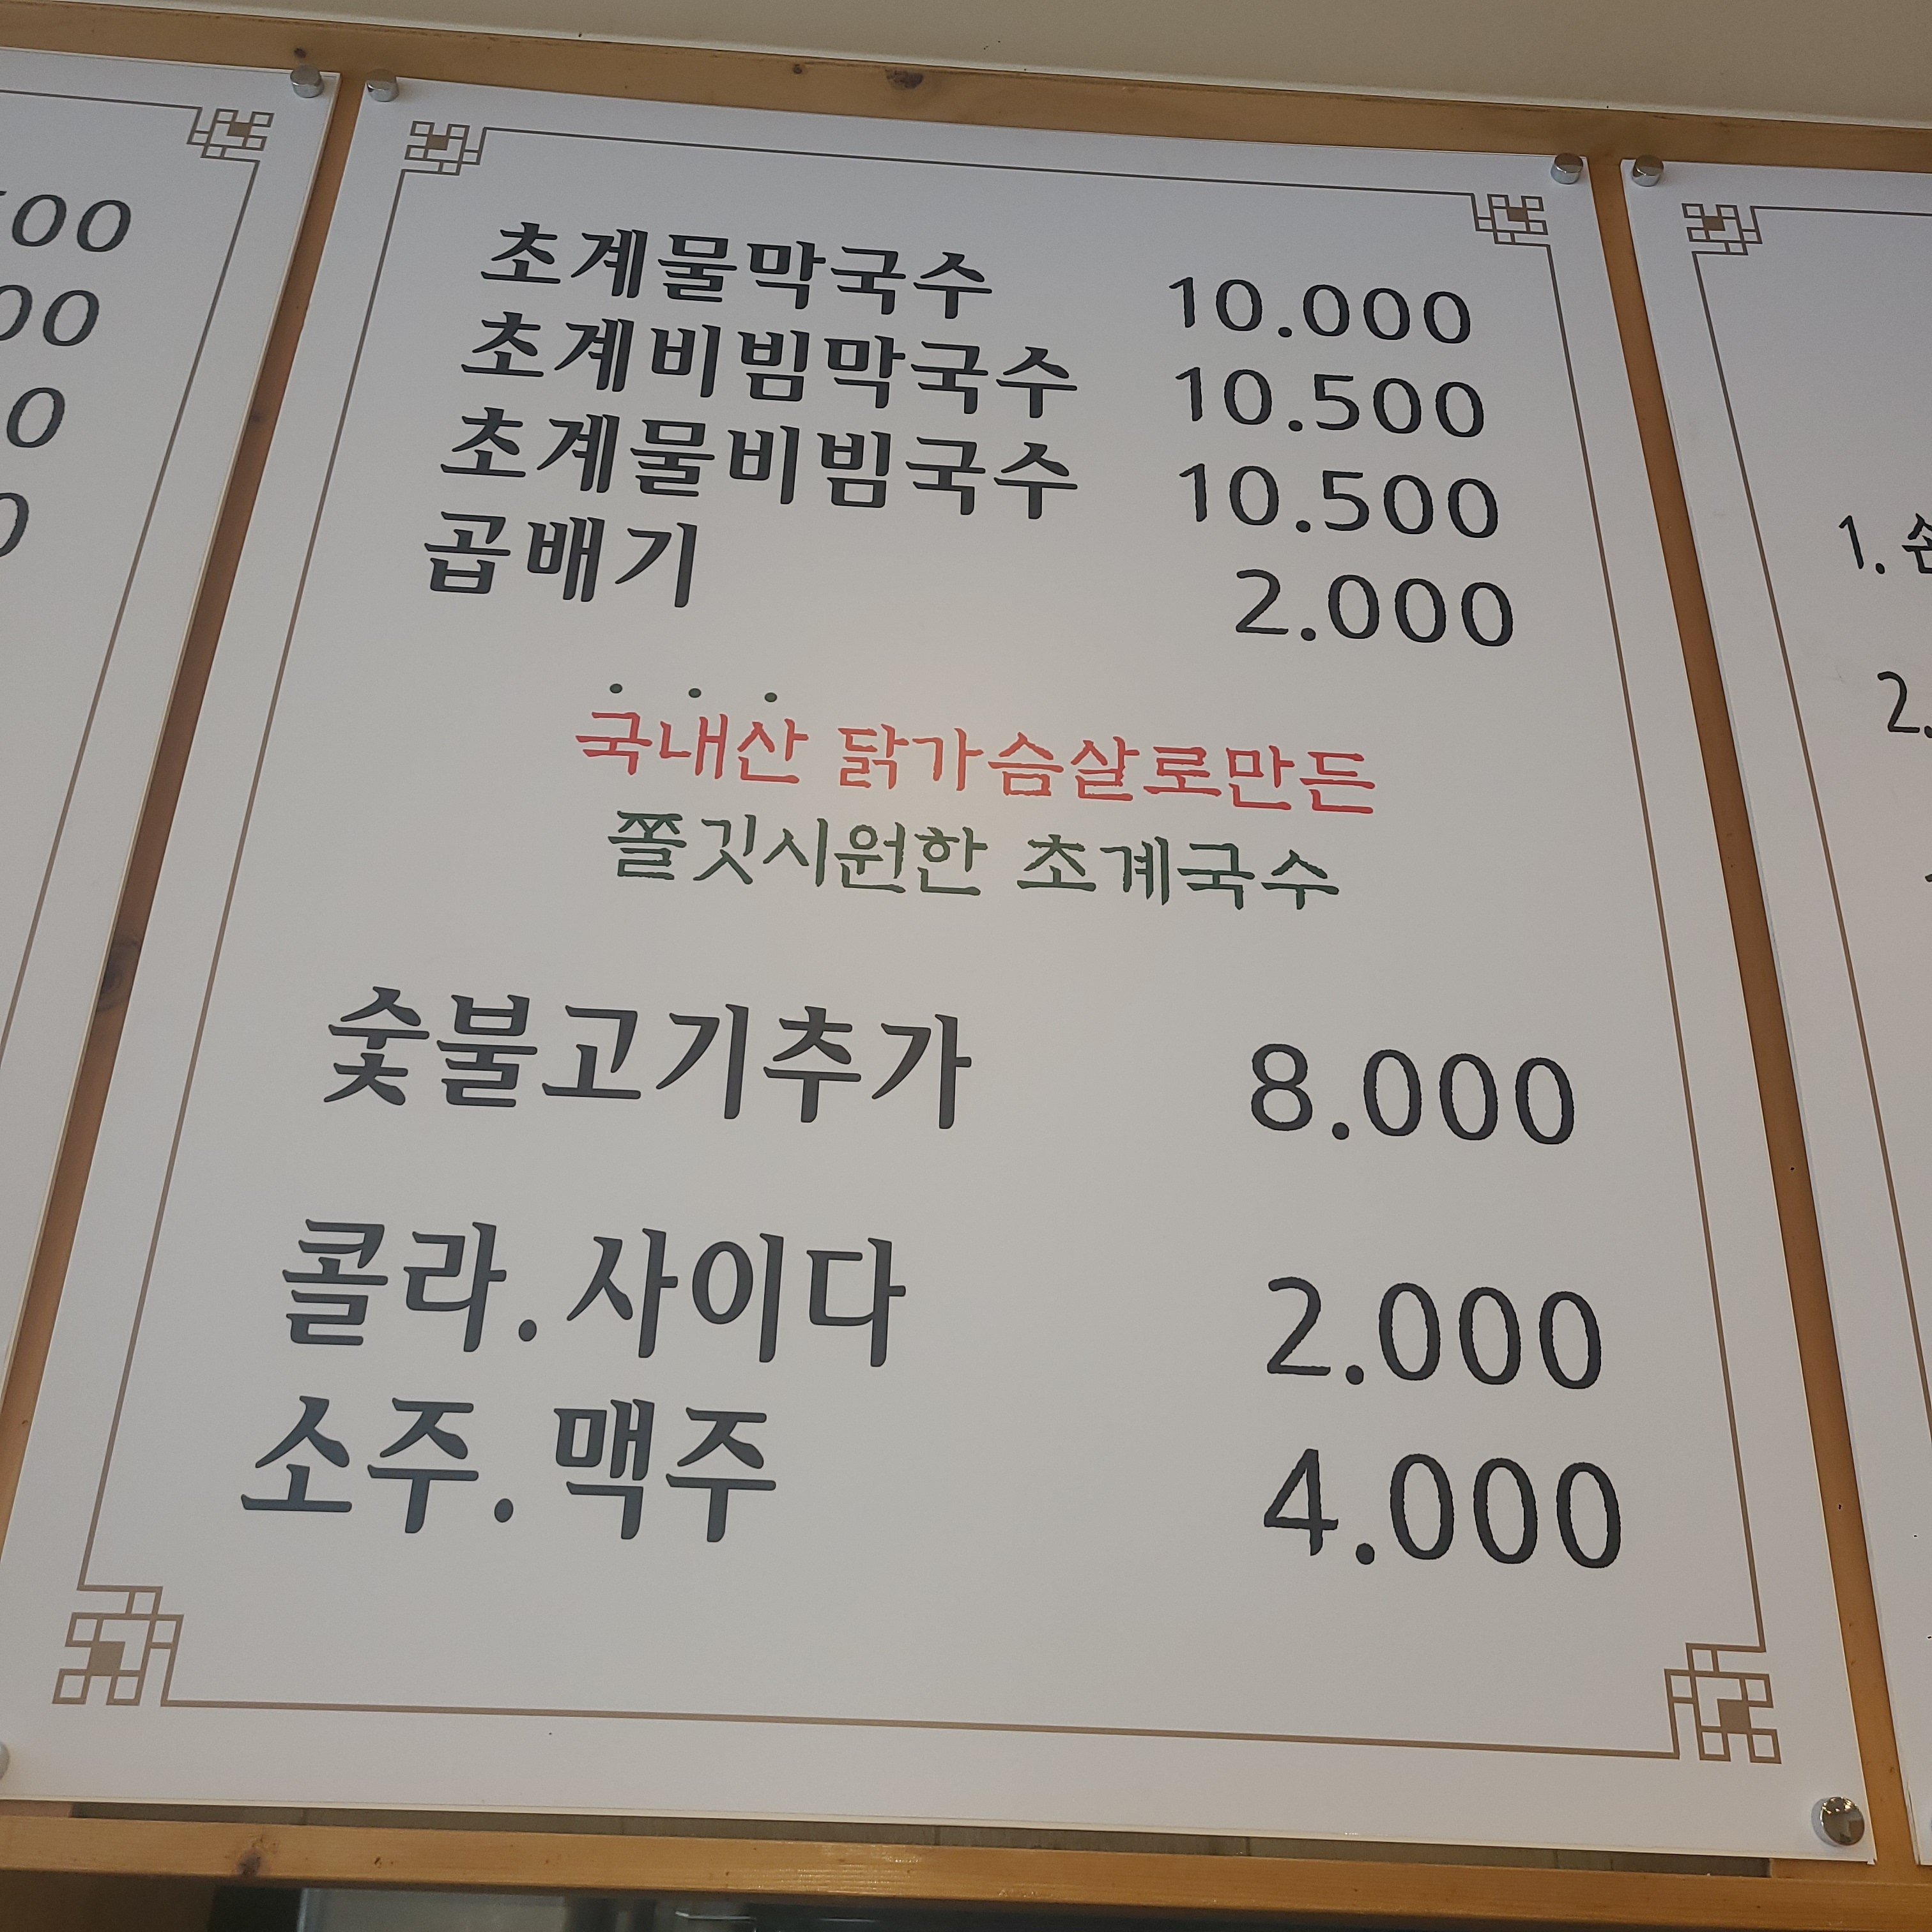 초계물막국수 10.000
초계비빔막국수 10.500
초계물비빔국수 10.500
곱배기 2.000
국내산 닭가슴살로만든
쫄깃시원한 초계국수
숯불고기추가 8.000
콜라.사이다 2.000
소주.맥주 4.000
1.
2.